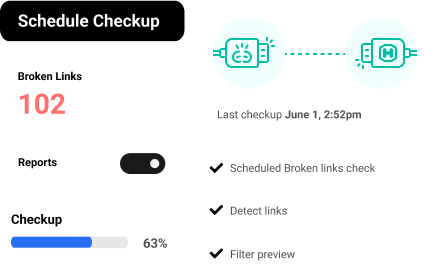 Schedule Checkup
Broken Links
102
Last checkup June 1, 2:52pm
Reports
Scheduled Broken links check
Detect links
Checkup
63%
Filter preview